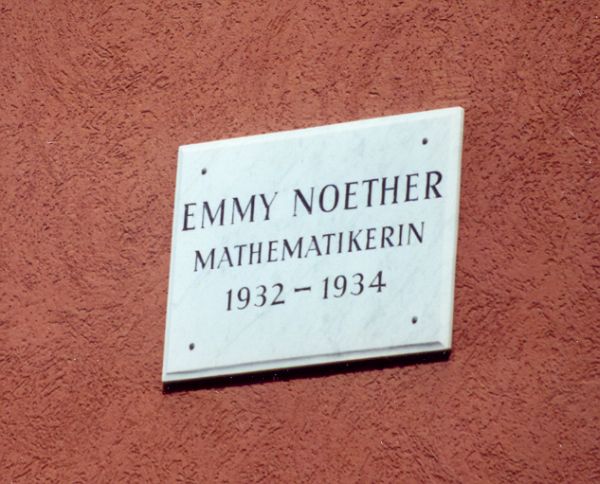 EMMY NOETHER
MATHEMATIKERIN
1932 – 1934